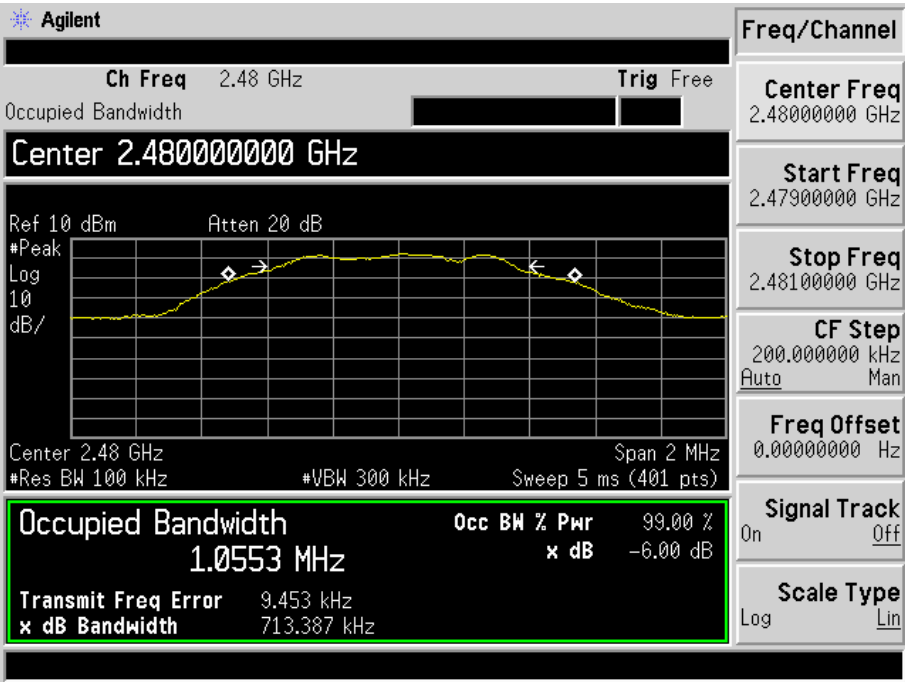 Agilent
Freq/Channel
Ch Freq 2.48 GHz Trig Free
Occupied Bandwidth
Center 2.480000000 GHz
Ref 10 dBm Atten 20 dB
#Peak
Log
10
dB/
Center 2.48 GHz Span 2 MHz
#Res BW 100 kHz #VBW 300 kHz Sweep 5 ms (401 pts)
Occupied Bandwidth
1.0553 MHz
Occ BW % Pwr 99.00 %
x dB -6.00 dB
Transmit Freq Error 9.453 kHz
x dB Bandwidth 713.387 kHz
Center Freq
2.48000000 GHz
Start Freq
2.47900000 GHz
Stop Freq
2.48100000 GHz
CF Step
200.000000 kHz
Auto Man
Freq Offset
0.00000000 Hz
Signal Track
On Off
Scale Type
Log Lin